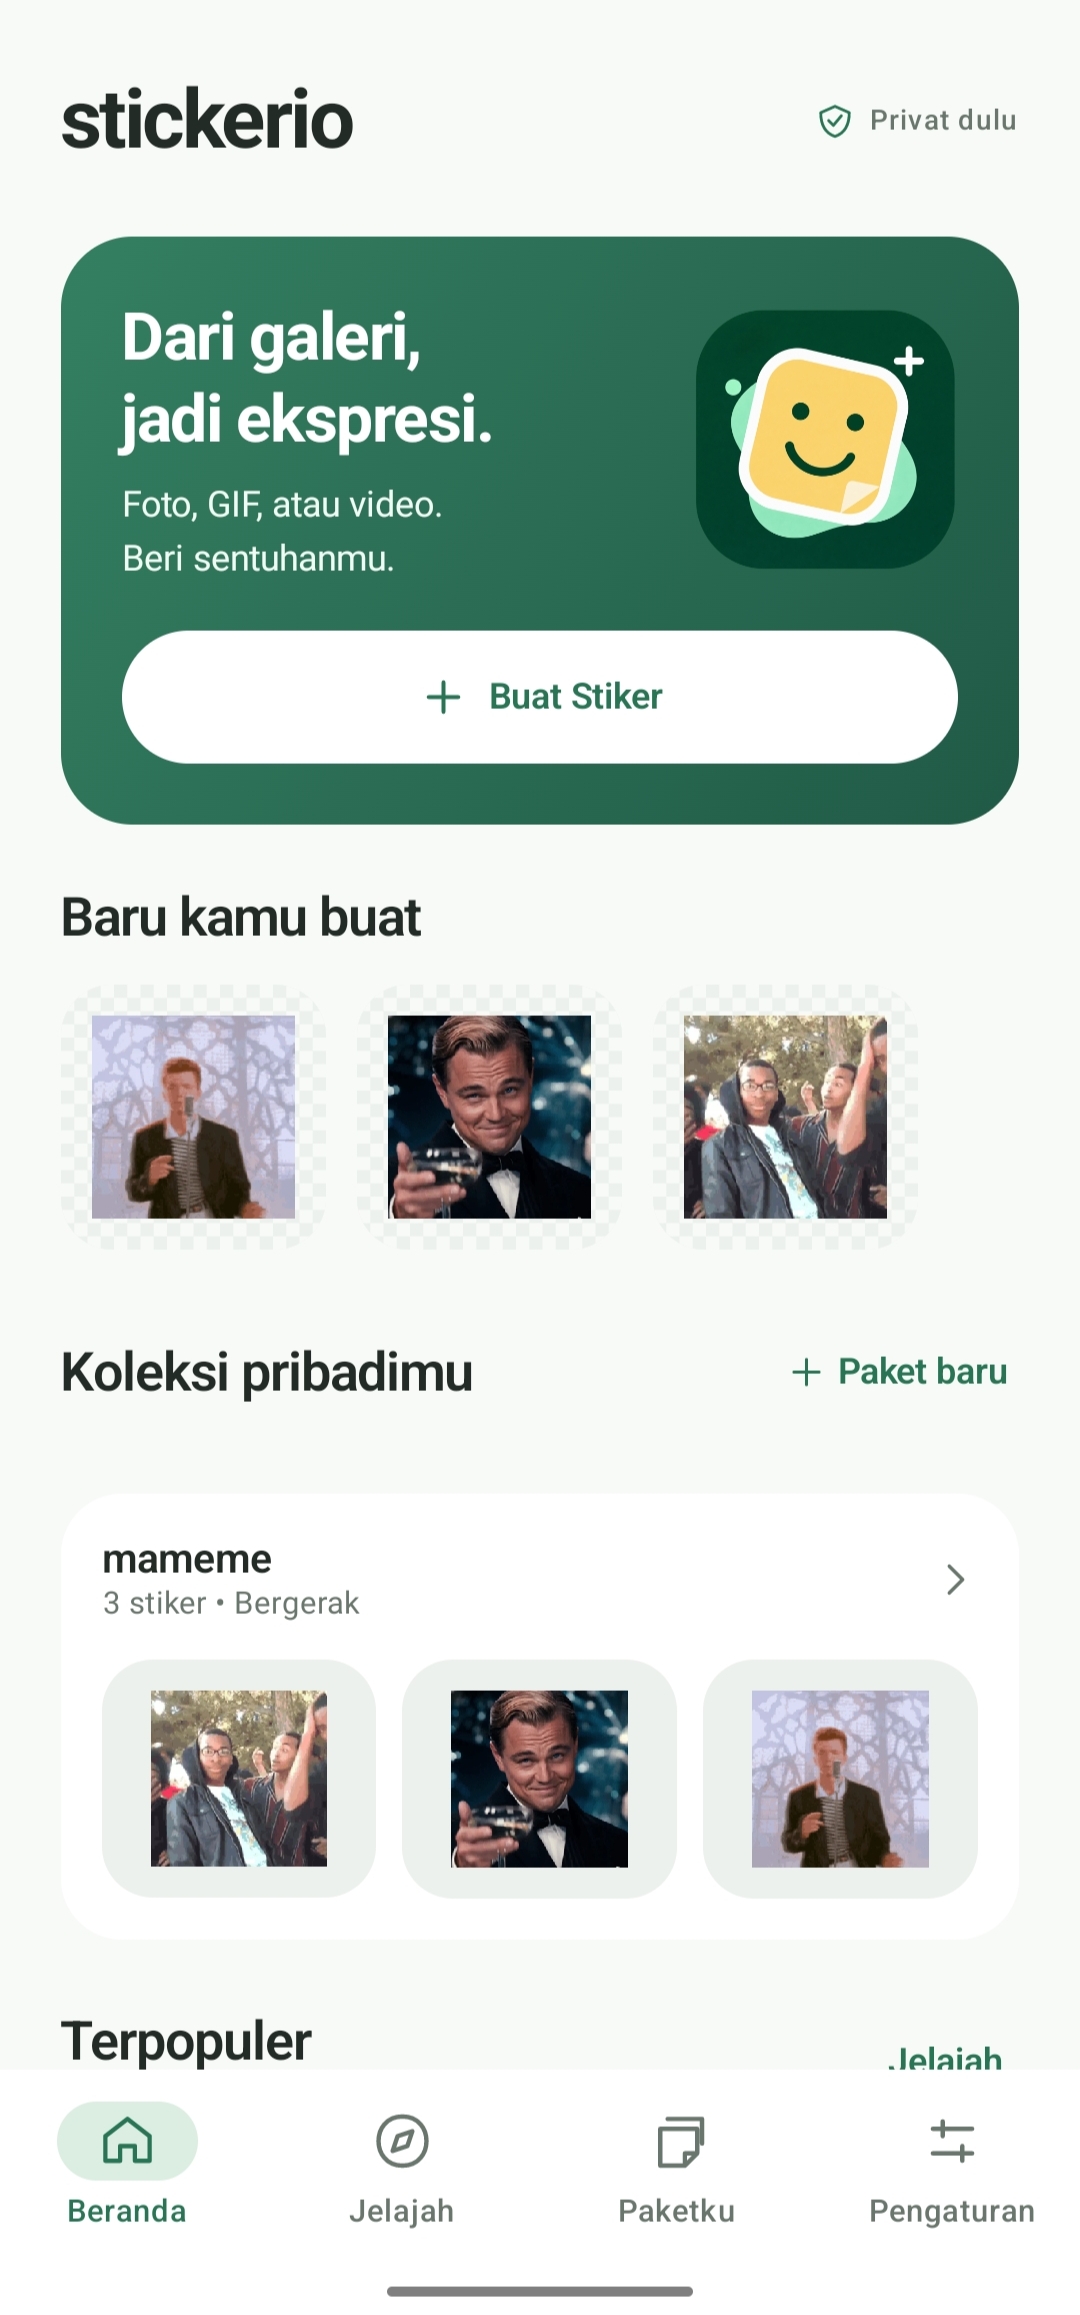 stickerio
Privat dulu
Dari galeri,
jadi ekspresi.
Foto, GIF, atau video.
Beri sentuhanmu.
Buat Stiker
Baru kamu buat
Koleksi pribadimu
Paket baru
mameme
3 stiker • Bergerak
Terpopuler
Jelajah
Beranda
Jelajah
Paketku
Pengaturan